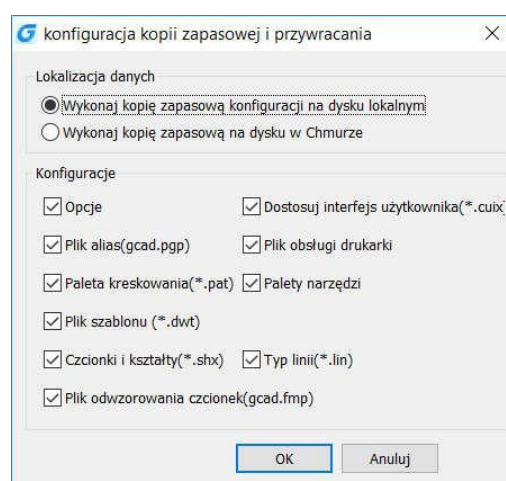 konfiguracja kopii zapasowej i przywracania
Lokalizacja danych
Wykonaj kopię zapasową konfiguracji na dysku lokalnym
Wykonaj kopię zapasową na dysku w Chmurze
Konfiguracje
Opcje
Dostosuj interfejs użytkownika(*.cuix
Plik alias(gcad.pgp)
Plik obsługi drukarki
Paleta kreskowania(*.pat)
Palety narzędzi
Plik szablonu (*.dwt)
Czcionki i kształty(*.shx)
Typ linii(*.lin)
Plik odwzorowania czcionek(gcad.fmp)
OK
Anuluj